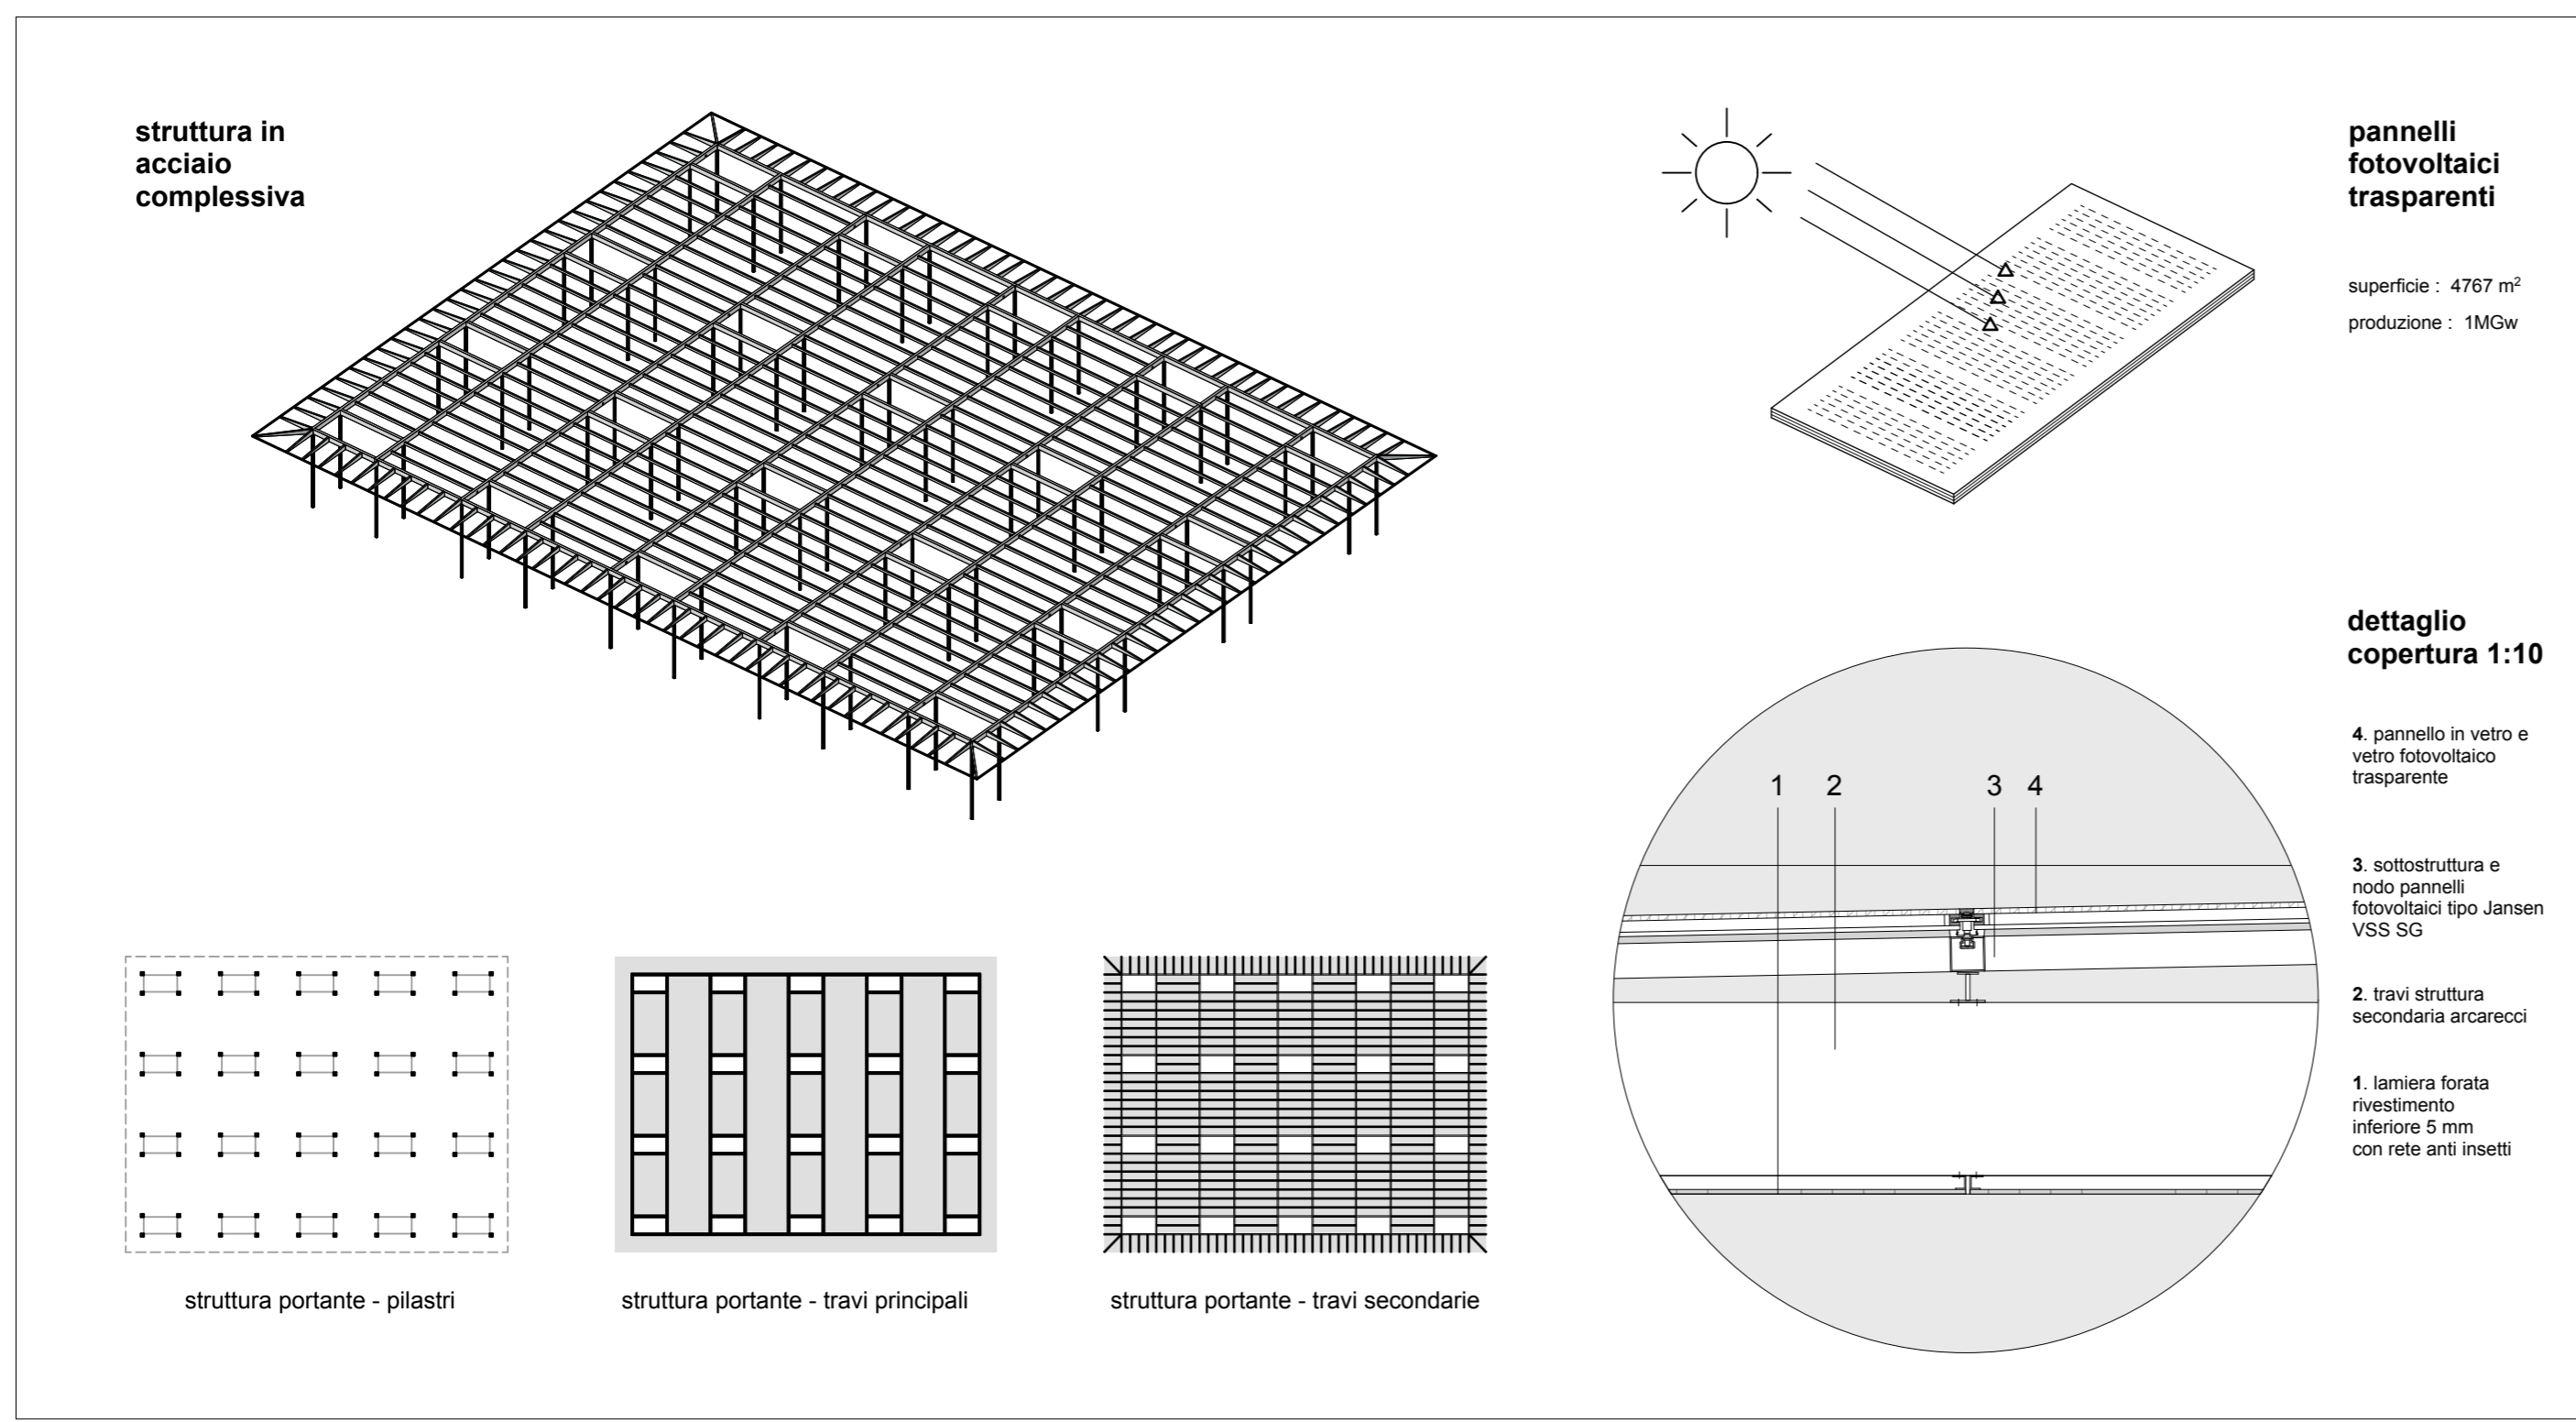 struttura in
acciaio
complessiva
pannelli
fotovoltaici
trasparenti
superficie : 4767 m²
produzione : 1MGw
dettaglio
copertura 1:10
1 2 3 4
4. pannello in vetro e
vetro fotovoltaico
trasparente
3. sottostruttura e
nodo pannelli
fotovoltaici tipo Jansen
VSS SG
2. travi struttura
secondaria arcarecci
1. lamiera forata
rivestimento
inferiore 5 mm
con rete anti insetti
struttura portante - pilastri
struttura portante - travi principali
struttura portante - travi secondarie